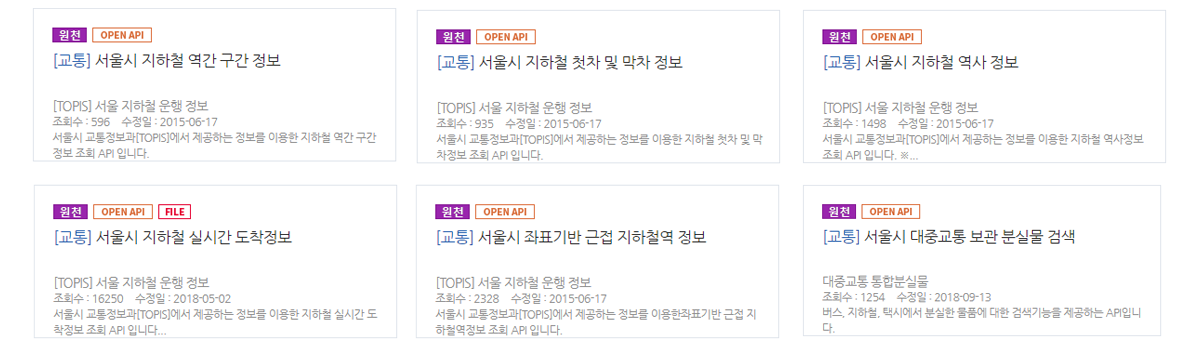 원천 OPEN API
[교통] 서울시 지하철 역간 구간 정보
[TOPIS] 서울 지하철 운행 정보
조회수 : 596 수정일 : 2015-06-17
서울시 교통정보과[TOPIS]에서 제공하는 정보를 이용한 지하철 역간 구간
정보 조회 API 입니다.
원천 OPEN API
[교통] 서울시 지하철 첫차 및 막차 정보
[TOPIS] 서울 지하철 운행 정보
조회수 : 935 수정일 : 2015-06-17
서울시 교통정보과[TOPIS]에서 제공하는 정보를 이용한 지하철 첫차 및 막
차정보 조회 API 입니다.
원천 OPEN API
[교통] 서울시 지하철 역사 정보
[TOPIS] 서울 지하철 운행 정보
조회수 : 1498 수정일 : 2015-06-17
서울시 교통정보과[TOPIS]에서 제공하는 정보를 이용한 지하철 역사정보
조회 API 입니다. ※...
원천 OPEN API FILE
[교통] 서울시 지하철 실시간 도착정보
[TOPIS] 서울 지하철 운행 정보
조회수 : 16250 수정일 : 2018-05-02
서울시 교통정보과[TOPIS]에서 제공하는 정보를 이용한 지하철 실시간 도
착정보 조회 API 입니다...
원천 OPEN API
[교통] 서울시 좌표기반 근접 지하철역 정보
[TOPIS] 서울 지하철 운행 정보
조회수 : 2328 수정일 : 2015-06-17
서울시 교통정보과[TOPIS]에서 제공하는 정보를 이용한좌표기반 근접 지
하철역정보 조회 API 입니다.
원천 OPEN API
[교통] 서울시 대중교통 보관 분실물 검색
대중교통 통합분실물
조회수 : 1254 수정일 : 2018-09-13
버스, 지하철, 택시에서 분실한 물품에 대한 검색기능을 제공하는 API입니
다.